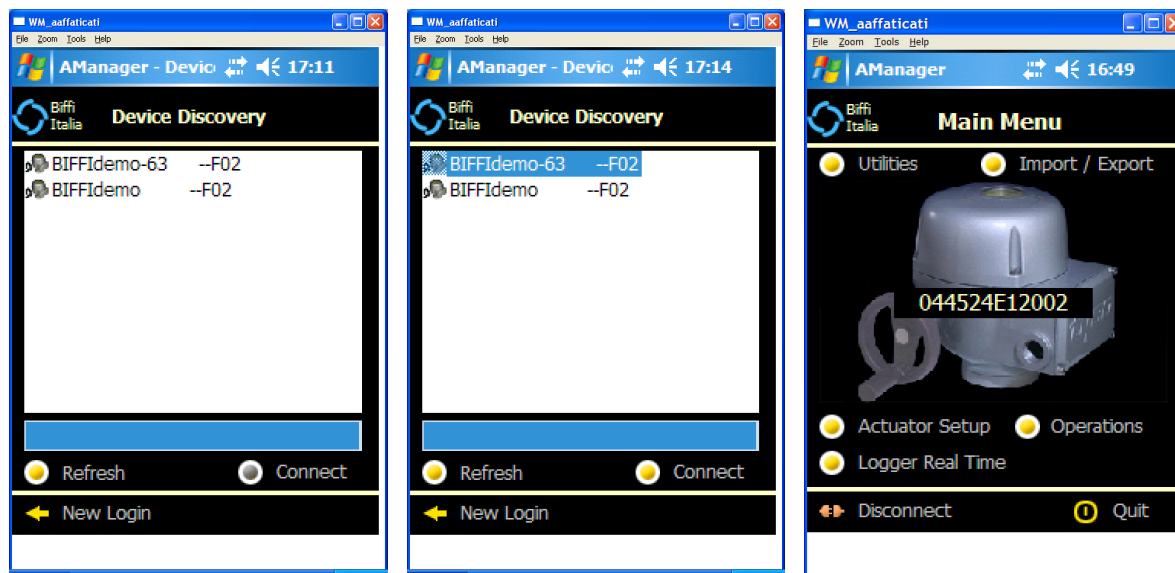 WM_aaffaticati
File Zoom Tools Help
AManager - Devic 17:11
Biffi
Italia
Device Discovery
BIFFIdemo-63 --F02
BIFFIdemo --F02
Refresh
Connect
New Login
WM_aaffaticati
File Zoom Tools Help
AManager - Devic 17:14
Biffi
Italia
Device Discovery
BIFFIdemo-63 --F02
BIFFIdemo --F02
Refresh
Connect
New Login
WM_aaffaticati
File Zoom Tools Help
AManager 16:49
Biffi
Italia
Main Menu
Utilities
Import / Export
044524E12002
Actuator Setup
Operations
Logger Real Time
Disconnect
Quit